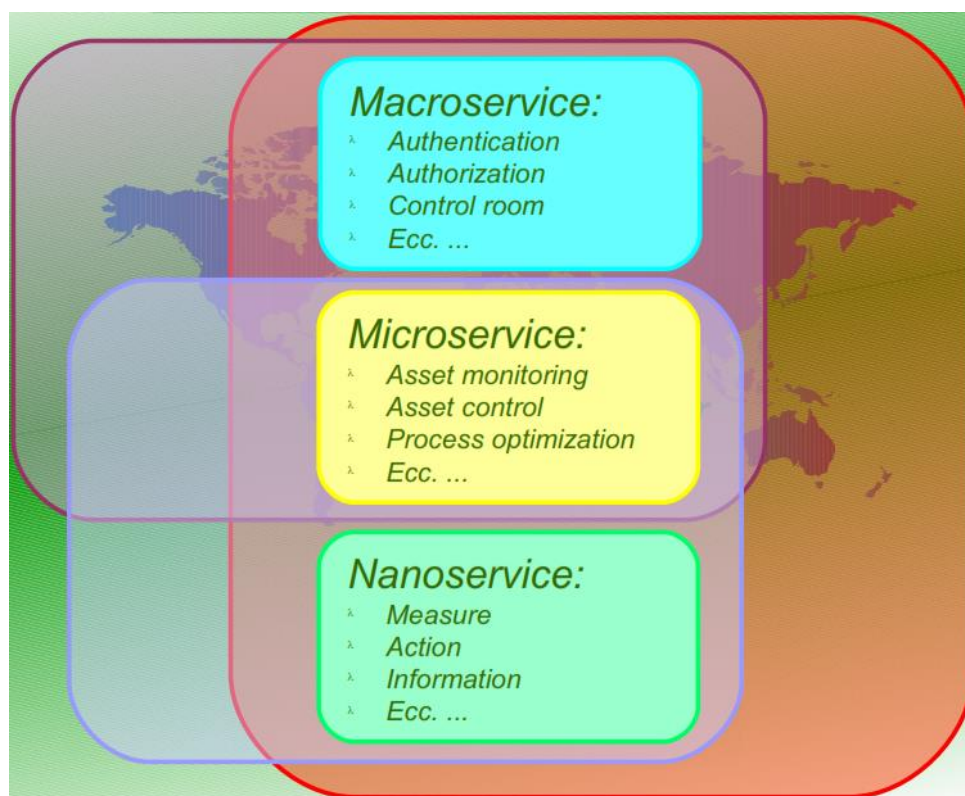 Macroservice:
λ Authentication
λ Authorization
λ Control room
λ Ecc. ...
Microservice:
λ Asset monitoring
λ Asset control
λ Process optimization
λ Ecc. ...
Nanoservice:
λ Measure
λ Action
λ Information
λ Ecc. ...